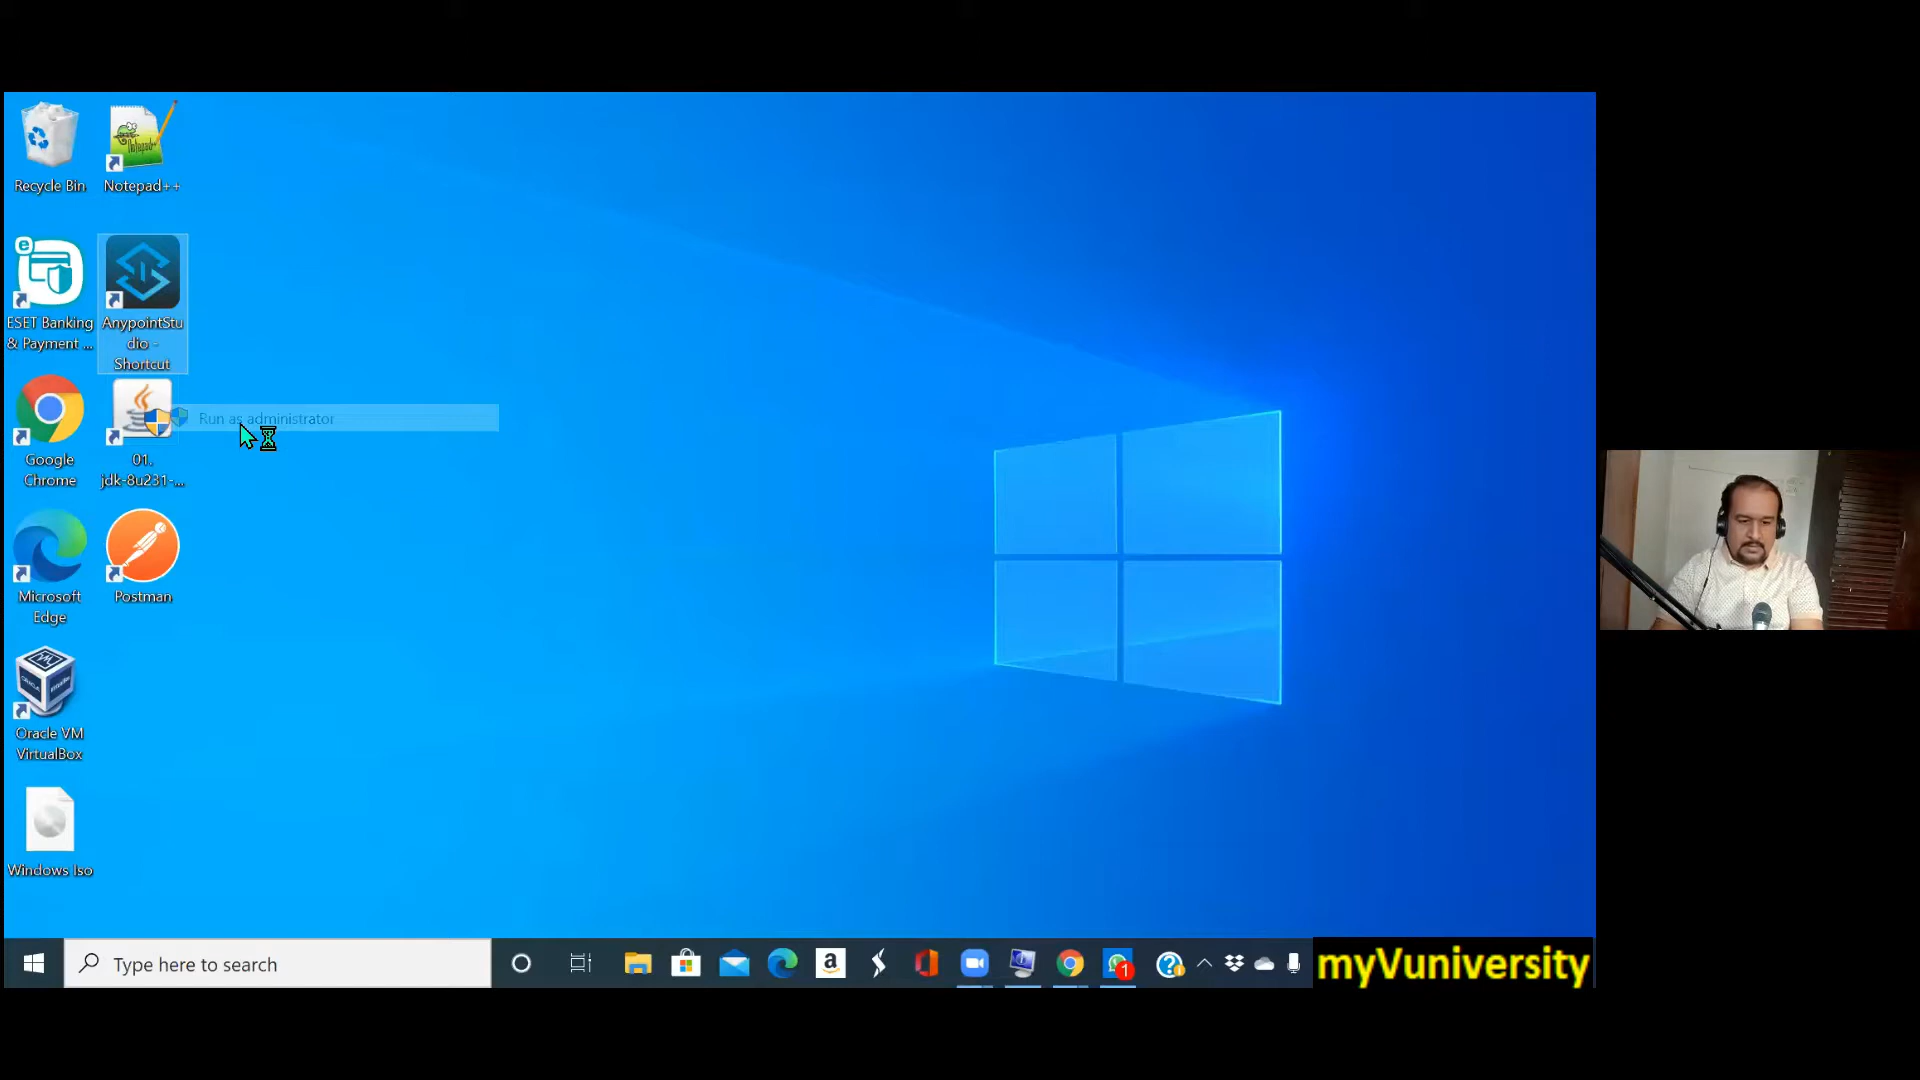 Recycle Bin
Notepad++
ESET Banking
& Payment ...
AnypointStu
dio -
Shortcut
Run as administrator
Google
Chrome
01.
jdk-8u231-...
Microsoft
Edge
Postman
Oracle VM
VirtualBox
Windows Iso
Type here to search
a
1
myVuniversity